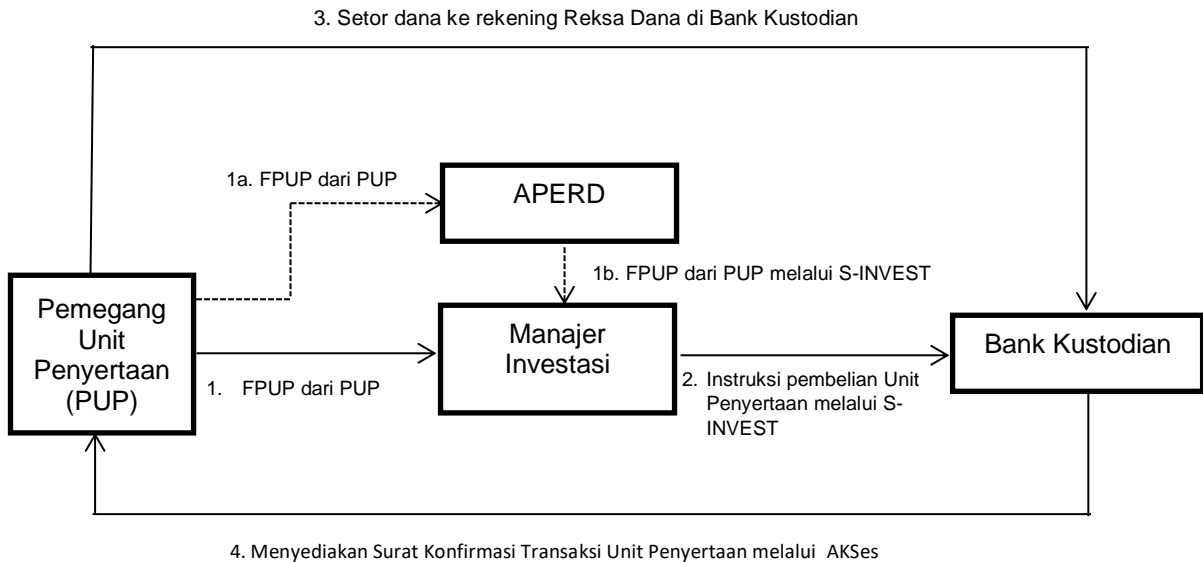 3. Setor dana ke rekening Reksa Dana di Bank Kustodian
1a. FPUP dari PUP
APERD
1b. FPUP dari PUP melalui S-INVEST
Pemegang
Unit
Penyertaan
(PUP)
Manajer
Investasi
Bank Kustodian
1. FPUP dari PUP
2. Instruksi pembelian Unit
Penyertaan melalui S-
INVEST
4. Menyediakan Surat Konfirmasi Transaksi Unit Penyertaan melalui AKSes